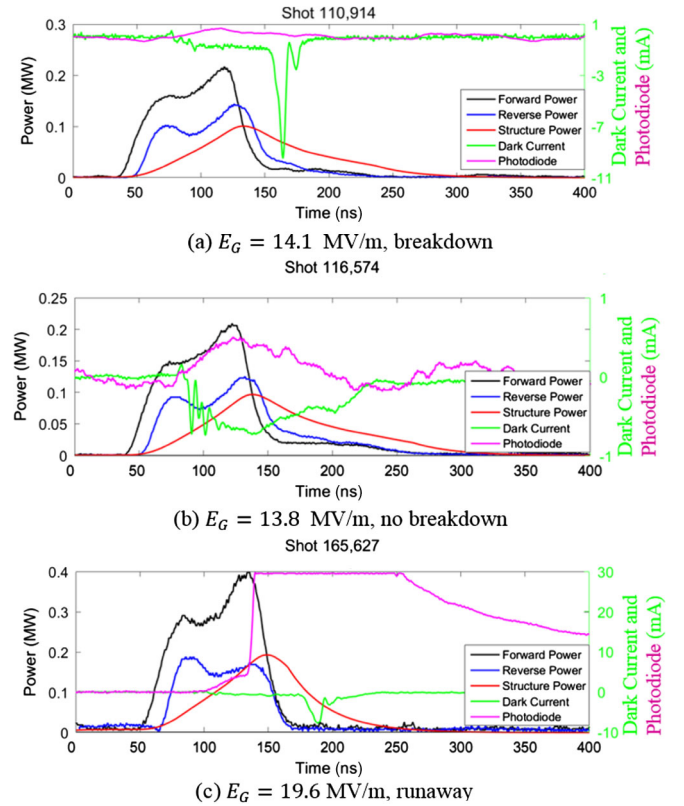 Shot 110,914
0.3
0.2
0.1
0
Power (MW)
0 50 100 150 200 250 300 350 400
Time (ns)
1
-3
-7
-11
Dark Current and
Photodiode (mA)
Forward Power
Reverse Power
Structure Power
Dark Current
Photodiode
(a) E_G = 14.1 MV/m, breakdown
Shot 116,574
0.25
0.2
0.15
0.1
0.05
0
Power (MW)
0 50 100 150 200 250 300 350 400
Time (ns)
1
0
-1
Dark Current and
Photodiode (mA)
Forward Power
Reverse Power
Structure Power
Dark Current
Photodiode
(b) E_G = 13.8 MV/m, no breakdown
Shot 165,627
0.4
0.3
0.2
0.1
0
Power (MW)
0 50 100 150 200 250 300 350 400
Time (ns)
30
20
10
0
-10
Dark Current and
Photodiode (mA)
Forward Power
Reverse Power
Structure Power
Dark Current
Photodiode
(c) E_G = 19.6 MV/m, runaway